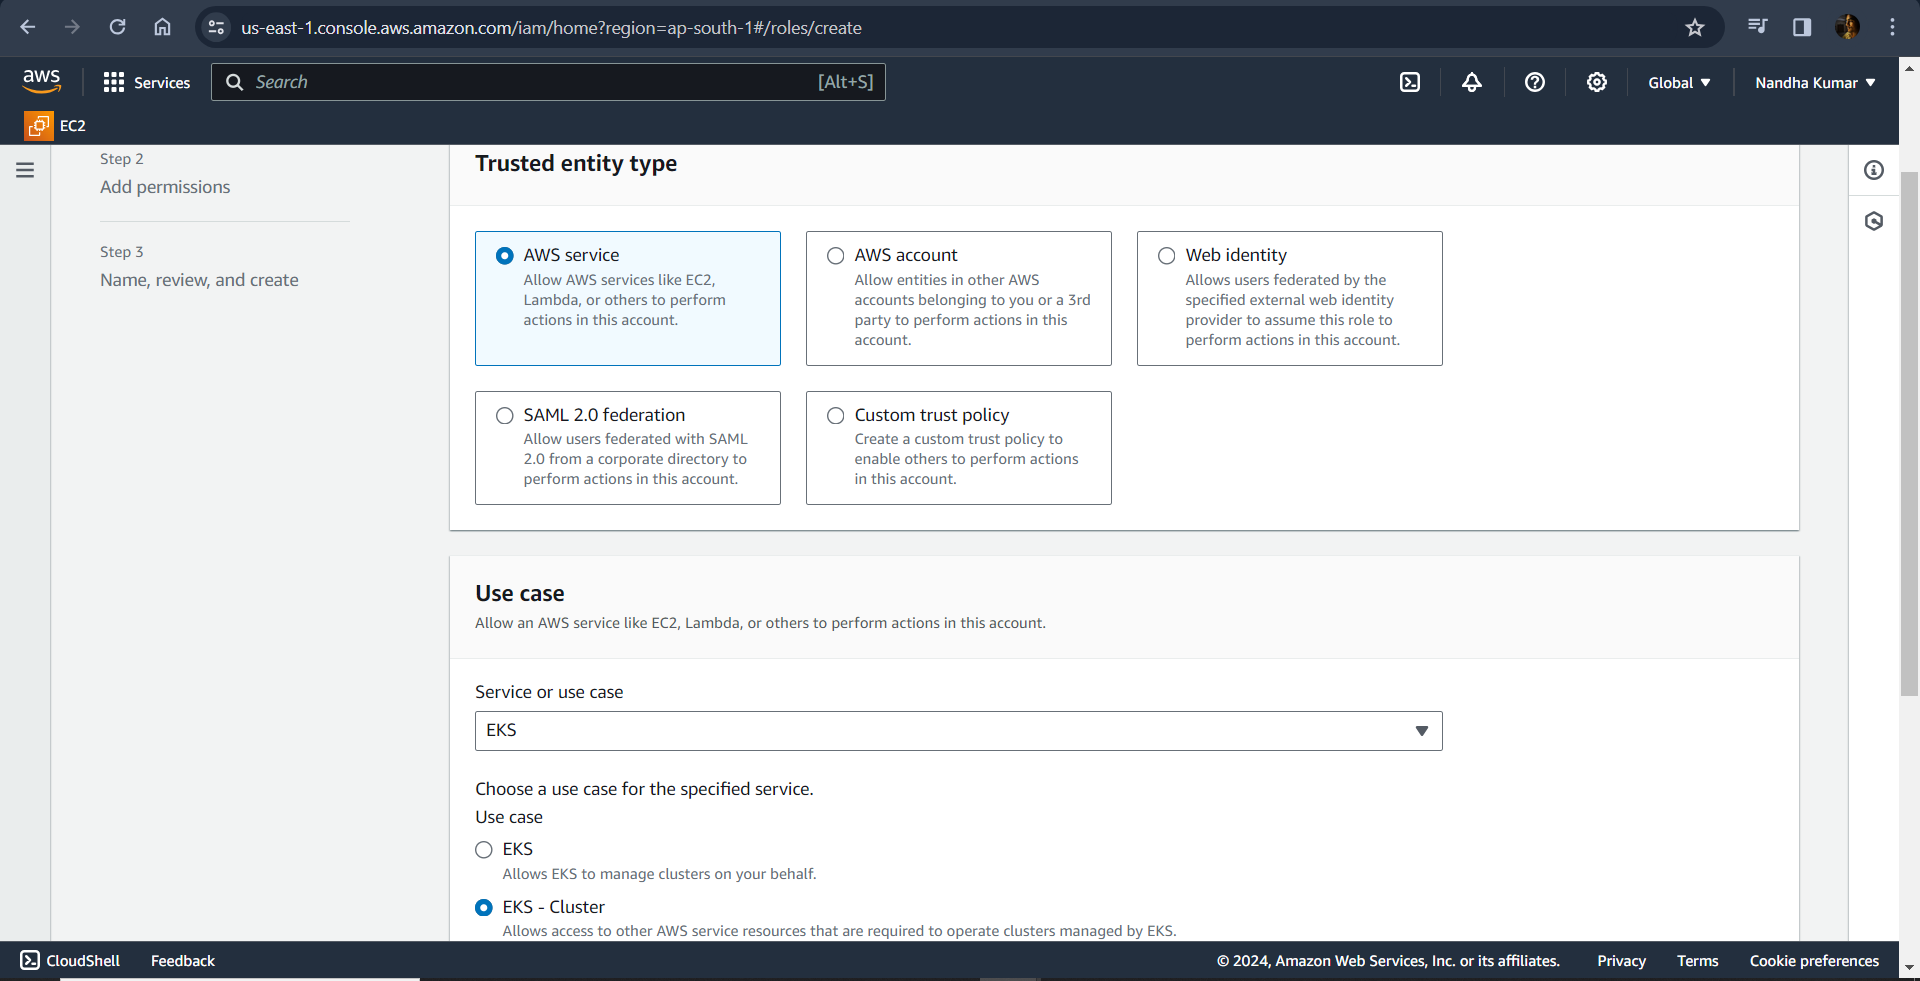 us-east-1.console.aws.amazon.com/iam/home?region=ap-south-1#/roles/create
aws
Services
Search
[Alt+S]
Global
Nandha Kumar
EC2
Step 2
Add permissions
Step 3
Name, review, and create
Trusted entity type
AWS service
Allow AWS services like EC2,
Lambda, or others to perform
actions in this account.
AWS account
Allow entities in other AWS
accounts belonging to you or a 3rd
party to perform actions in this
account.
Web identity
Allows users federated by the
specified external web identity
provider to assume this role to
perform actions in this account.
SAML 2.0 federation
Allow users federated with SAML
2.0 from a corporate directory to
perform actions in this account.
Custom trust policy
Create a custom trust policy to
enable others to perform actions
in this account.
Use case
Allow an AWS service like EC2, Lambda, or others to perform actions in this account.
Service or use case
EKS
Choose a use case for the specified service.
Use case
EKS
Allows EKS to manage clusters on your behalf.
EKS - Cluster
Allows access to other AWS service resources that are required to operate clusters managed by EKS.
CloudShell
Feedback
© 2024, Amazon Web Services, Inc. or its affiliates.
Privacy
Terms
Cookie preferences